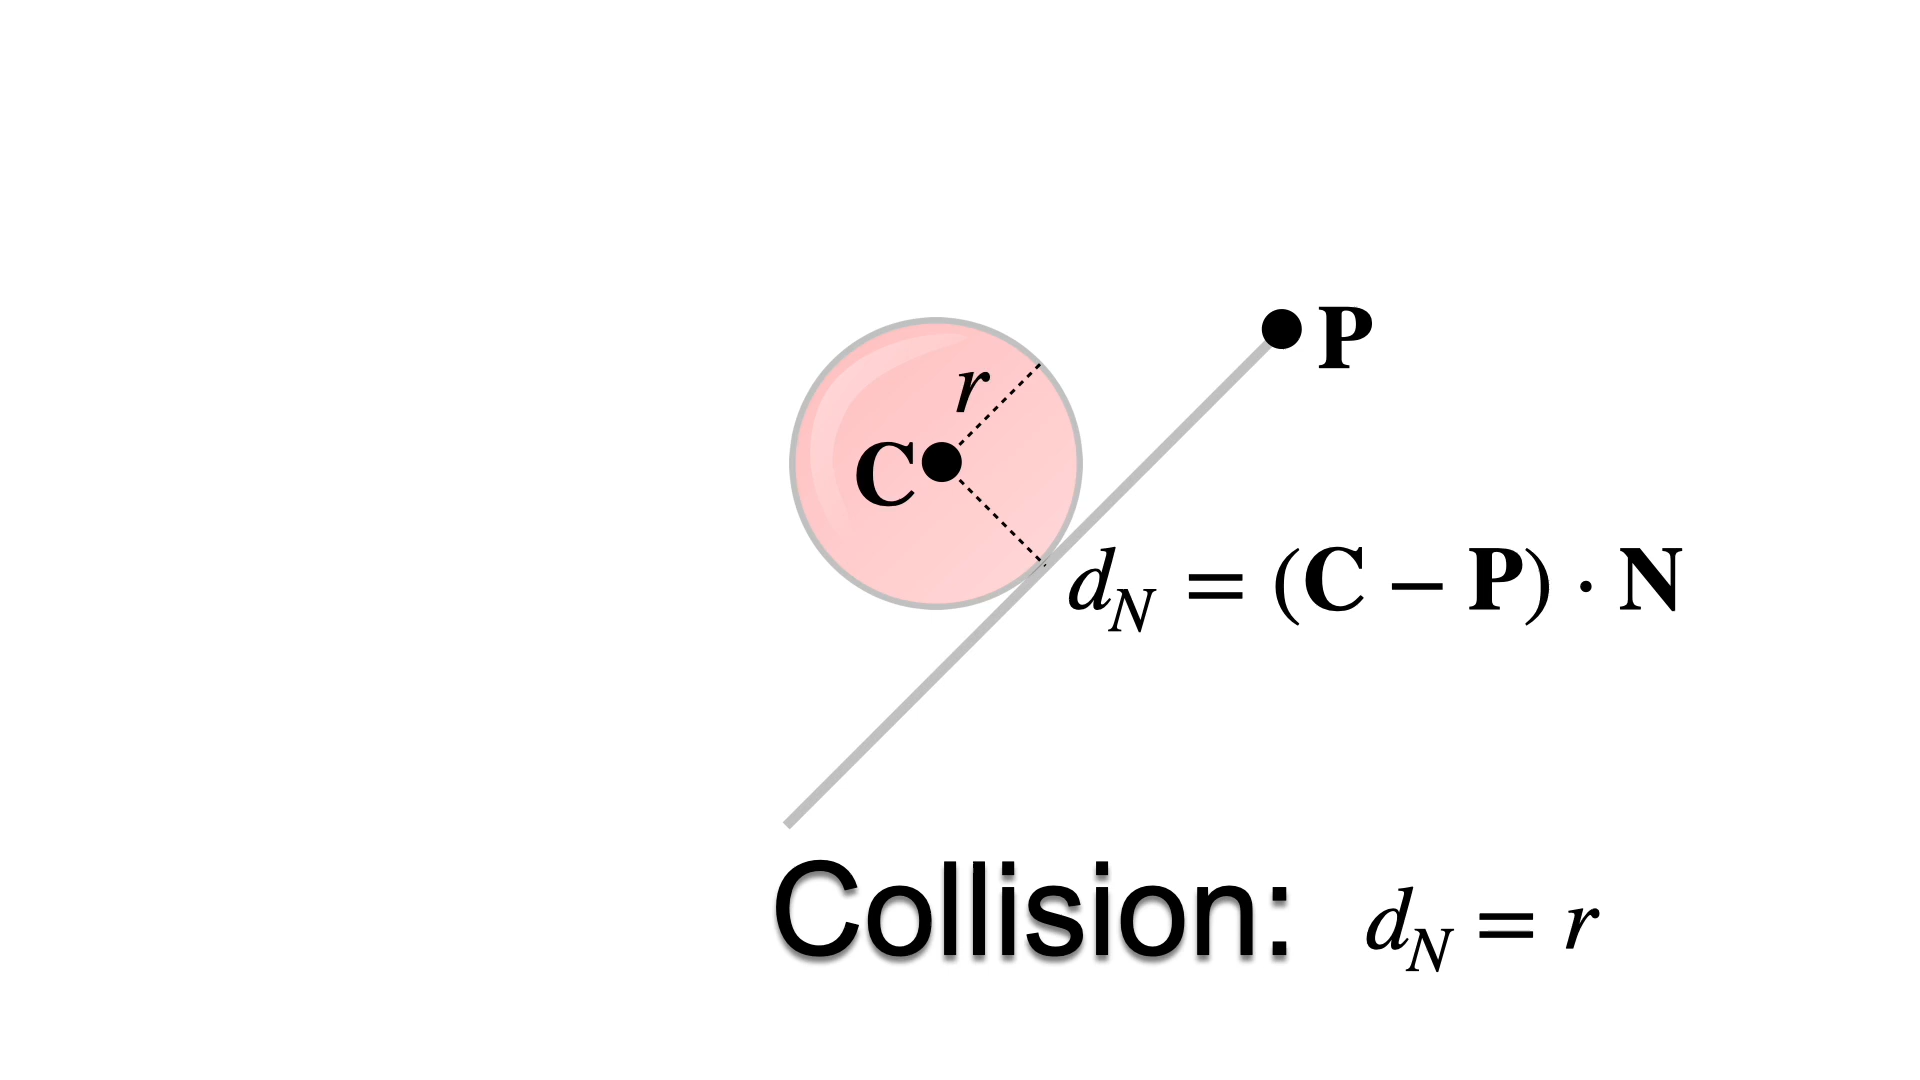 P
r
C
d_N = (C − P) · N
Collision: d_N = r